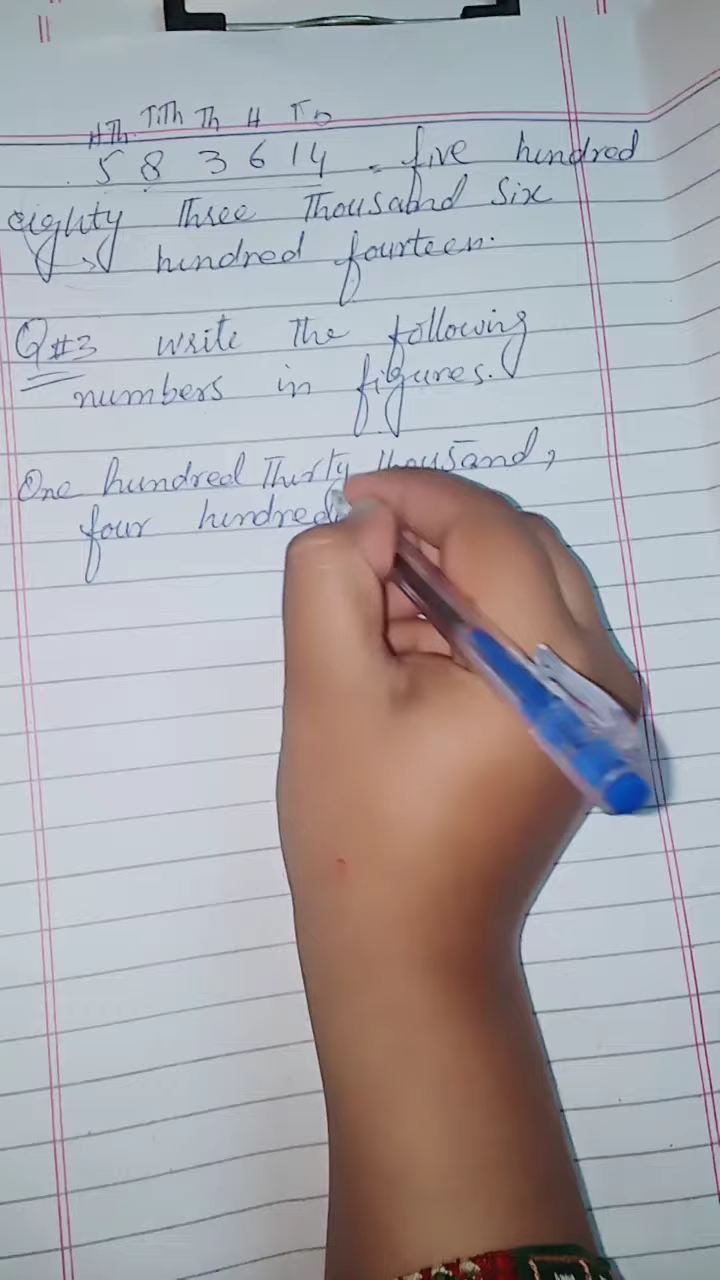 HTh TTh Th H T O
5 8 3 6 1 4 = five hundred
eighty Three Thousand Six
hundred fourteen.
Q#3 write The following
numbers in figures.
One hundred Thirty thousand,
four hundred